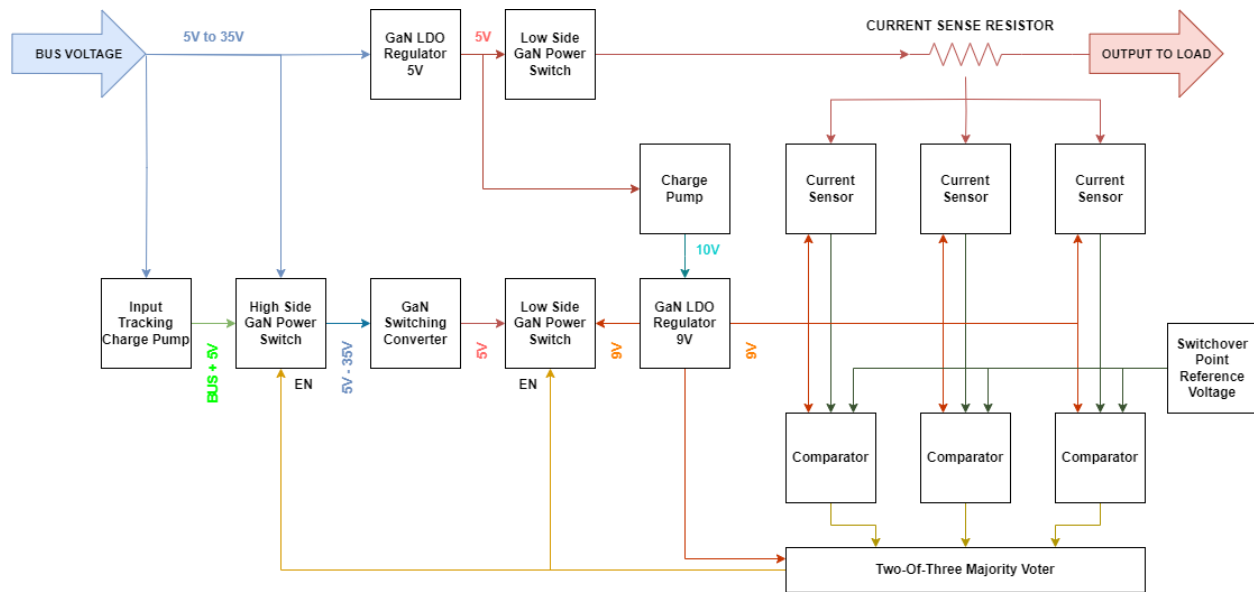 BUS VOLTAGE
5V to 35V
GaN LDO
Regulator
5V
5V
Low Side
GaN Power
Switch
CURRENT SENSE RESISTOR
OUTPUT TO LOAD
Charge
Pump
Current
Sensor
Current
Sensor
Current
Sensor
10V
Input
Tracking
Charge Pump
BUS + 5V
High Side
GaN Power
Switch
EN
5V - 35V
GaN
Switching
Converter
5V
Low Side
GaN Power
Switch
EN
9V
GaN LDO
Regulator
9V
9V
Switchover
Point
Reference
Voltage
Comparator
Comparator
Comparator
Two-Of-Three Majority Voter